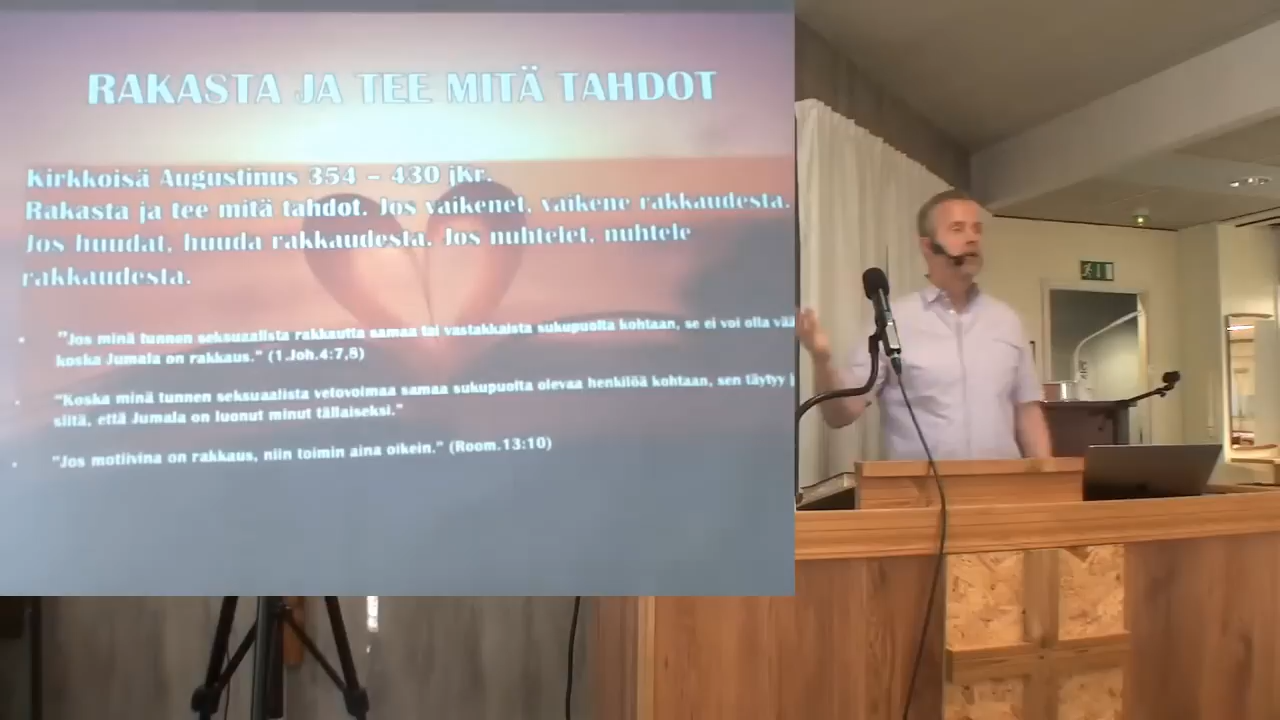 RAKASTA JA TEE MITÄ TAHDOT
Kirkkoisä Augustinus 354 – 430 jKr.
Rakasta ja tee mitä tahdot. Jos vaikenet, vaikene rakkaudesta.
Jos huudat, huuda rakkaudesta. Jos nuhtelet, nuhtele
rakkaudesta.
"Jos minä tunnen seksuaalista rakkautta samaa tai vastakkaista sukupuolta kohtaan, se ei voi olla
koska Jumala on rakkaus." (1.Joh.4:7,8)
"Koska minä tunnen seksuaalista vetovoimaa samaa sukupuolta olevaa henkilöä kohtaan, sen täytyy
siitä, että Jumala on luonut minut tällaiseksi."
"Jos motiivina on rakkaus, niin toimin aina oikein." (Room.13:10)